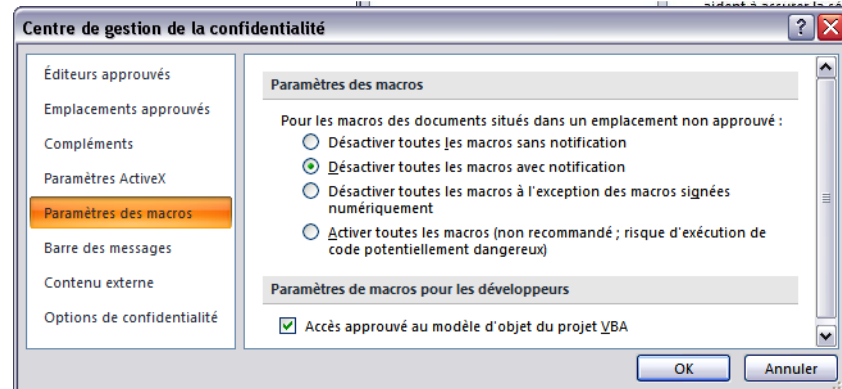 aident à assurer la sé
Centre de gestion de la confidentialité
Éditeurs approuvés
Emplacements approuvés
Compléments
Paramètres ActiveX
Paramètres des macros
Barre des messages
Contenu externe
Options de confidentialité
Paramètres des macros
Pour les macros des documents situés dans un emplacement non approuvé :
Désactiver toutes les macros sans notification
Désactiver toutes les macros avec notification
Désactiver toutes les macros à l'exception des macros signées
numériquement
Activer toutes les macros (non recommandé ; risque d'exécution de
code potentiellement dangereux)
Paramètres de macros pour les développeurs
Accès approuvé au modèle d'objet du projet VBA
OK
Annuler